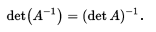 det(A⁻¹) = (det A)⁻¹.